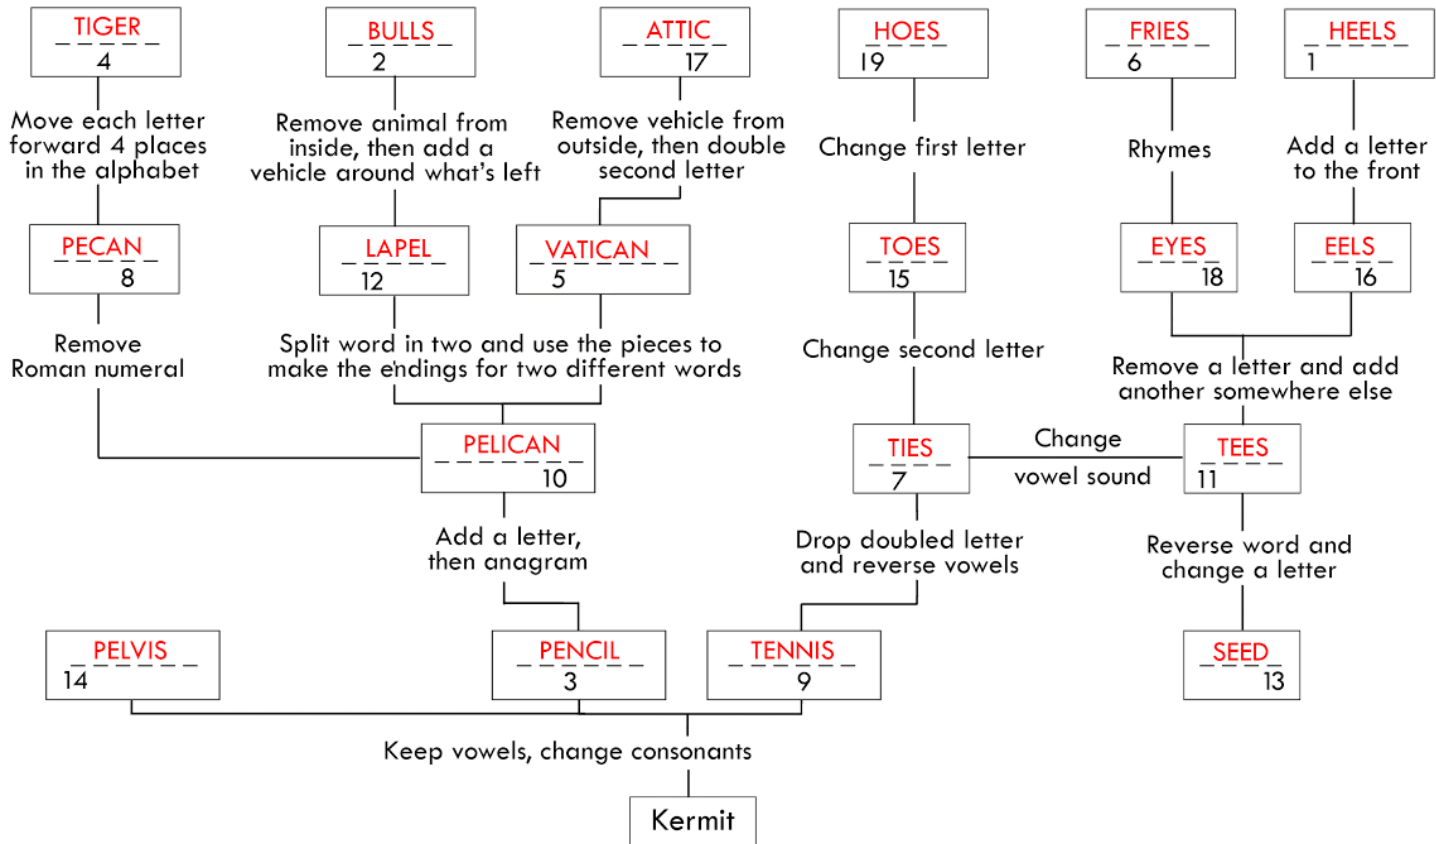 TIGER
4
BULLS
2
ATTIC
17
HOES
19
FRIES
6
HEELS
1
Move each letter
forward 4 places
in the alphabet
Remove animal from
inside, then add a
vehicle around what's left
Remove vehicle from
outside, then double
second letter
Change first letter
Rhymes
Add a letter
to the front
PECAN
8
LAPEL
12
VATICAN
5
TOES
15
EYES
18
EELS
16
Remove
Roman numeral
Split word in two and use the pieces to
make the endings for two different words
Change second letter
Remove a letter and add
another somewhere else
PELICAN
10
TIES
7
Change
vowel sound
TEES
11
Add a letter,
then anagram
Drop doubled letter
and reverse vowels
Reverse word and
change a letter
PELVIS
14
PENCIL
3
TENNIS
9
SEED
13
Keep vowels, change consonants
Kermit